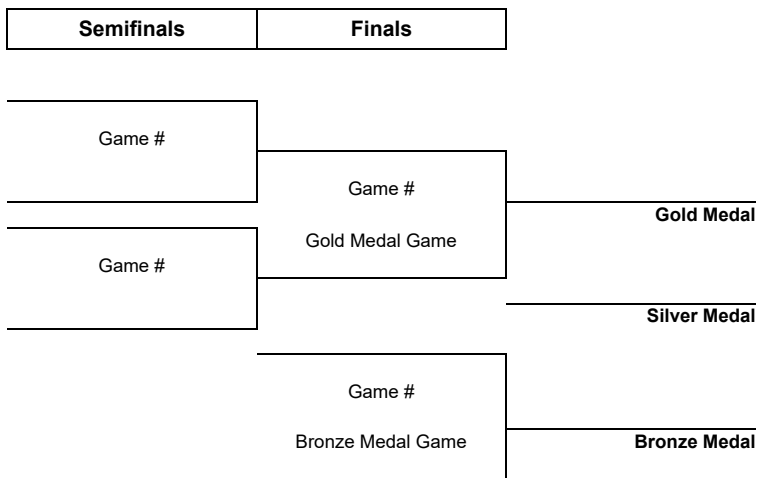 Semifinals Finals
Game #
Game #
Gold Medal
Gold Medal Game
Game #
Silver Medal
Game #
Bronze Medal Game Bronze Medal